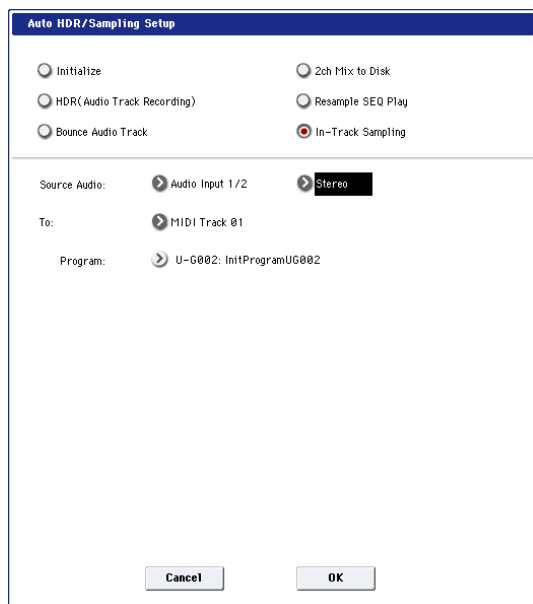 Auto HDR/Sampling Setup
Initialize
2ch Mix to Disk
HDR(Audio Track Recording)
Resample SEQ Play
Bounce Audio Track
In-Track Sampling
Source Audio: Audio Input 1/2 Stereo
To: MIDI Track 01
Program: U-G002: InitProgramUG002
Cancel OK